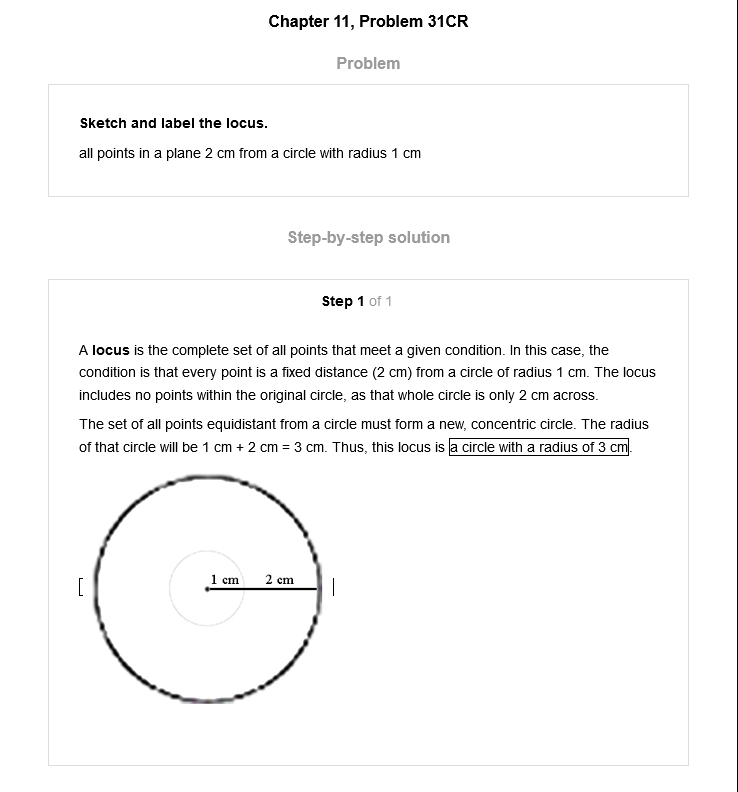 Chapter 11, Problem 31CR
Problem
Sketch and label the locus.
all points in a plane 2 cm from a circle with radius 1 cm
Step-by-step solution
Step 1 of 1
A locus is the complete set of all points that meet a given condition. In this case, the
condition is that every point is a fixed distance (2 cm) from a circle of radius 1 cm. The locus
includes no points within the original circle, as that whole circle is only 2 cm across.
The set of all points equidistant from a circle must form a new, concentric circle. The radius
of that circle will be 1 cm + 2 cm = 3 cm. Thus, this locus is a circle with a radius of 3 cm.
[ 1 cm 2 cm |